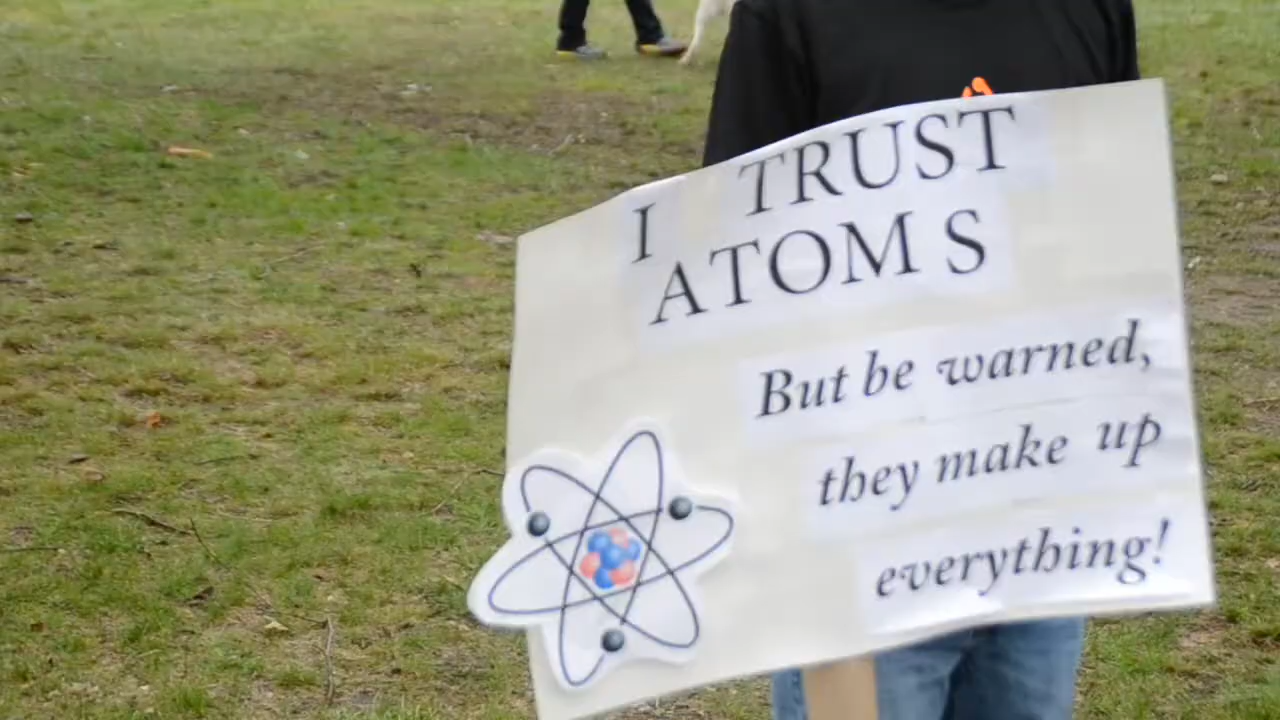 I TRUST
ATOMS
But be warned,
they make up
everything!